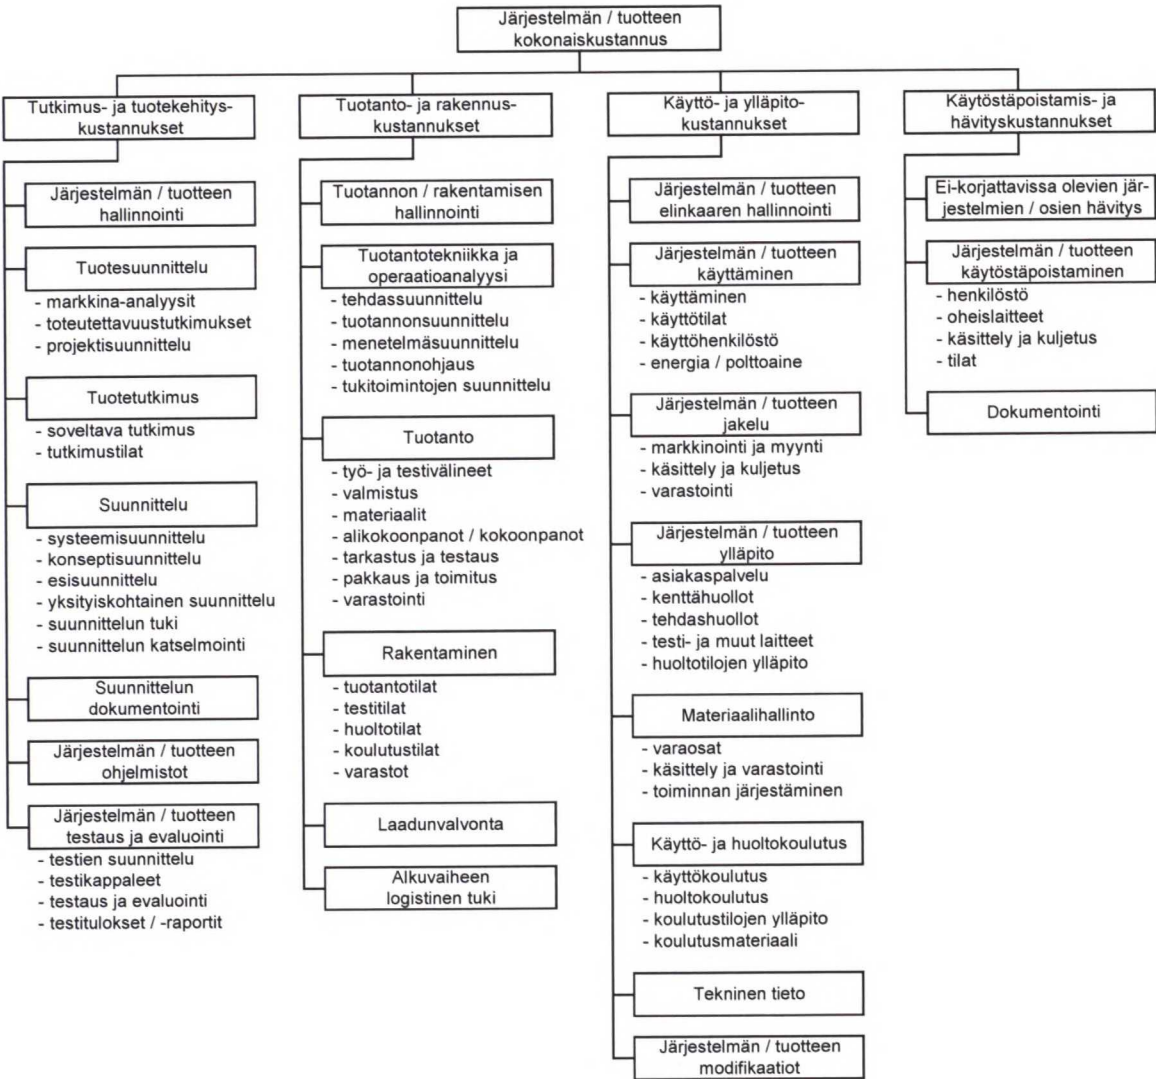 Järjestelmän / tuotteen
kokonaiskustannus
Tutkimus- ja tuotekehitys-
kustannukset
Järjestelmän / tuotteen
hallinnointi
Tuotesuunnittelu
- markkina-analyysit
- toteutettavuustutkimukset
- projektisuunnittelu
Tuotetutkimus
- soveltava tutkimus
- tutkimustilat
Suunnittelu
- systeemisuunnittelu
- konseptisuunnittelu
- esisuunnittelu
- yksityiskohtainen suunnittelu
- suunnittelun tuki
- suunnittelun katselmointi
Suunnittelun
dokumentointi
Järjestelmän / tuotteen
ohjelmistot
Järjestelmän / tuotteen
testaus ja evaluointi
- testien suunnittelu
- testikappaleet
- testaus ja evaluointi
- testitulokset / -raportit
Tuotanto- ja rakennus-
kustannukset
Tuotannon / rakentamisen
hallinnointi
Tuotantotekniikka ja
operaatioanalyysi
- tehdassuunnittelu
- tuotannonsuunnittelu
- menetelmäsuunnittelu
- tuotannonohjaus
- tukitoimintojen suunnittelu
Tuotanto
- työ- ja testivälineet
- valmistus
- materiaalit
- alikokoonpanot / kokoonpanot
- tarkastus ja testaus
- pakkaus ja toimitus
- varastointi
Rakentaminen
- tuotantotilat
- testitilat
- huoltotilat
- koulutustilat
- varastot
Laadunvalvonta
Alkuvaiheen
logistinen tuki
Käyttö- ja ylläpito-
kustannukset
Järjestelmän / tuotteen
elinkaaren hallinnointi
Järjestelmän / tuotteen
käyttäminen
- käyttäminen
- käyttötilat
- käyttöhenkilöstö
- energia / polttoaine
Järjestelmän / tuotteen
jakelu
- markkinointi ja myynti
- käsittely ja kuljetus
- varastointi
Järjestelmän / tuotteen
ylläpito
- asiakaspalvelu
- kenttähuollot
- tehdashuollot
- testi- ja muut laitteet
- huoltotilojen ylläpito
Materiaalihallinto
- varaosat
- käsittely ja varastointi
- toiminnan järjestäminen
Käyttö- ja huoltokoulutus
- käyttökoulutus
- huoltokoulutus
- koulutustilojen ylläpito
- koulutusmateriaali
Tekninen tieto
Järjestelmän / tuotteen
modifikaatiot
Käytöstäpoistamis- ja
hävityskustannukset
Ei-korjattavissa olevien jär-
jestelmien / osien hävitys
Järjestelmän / tuotteen
käytöstäpoistaminen
- henkilöstö
- oheislaitteet
- käsittely ja kuljetus
- tilat
Dokumentointi